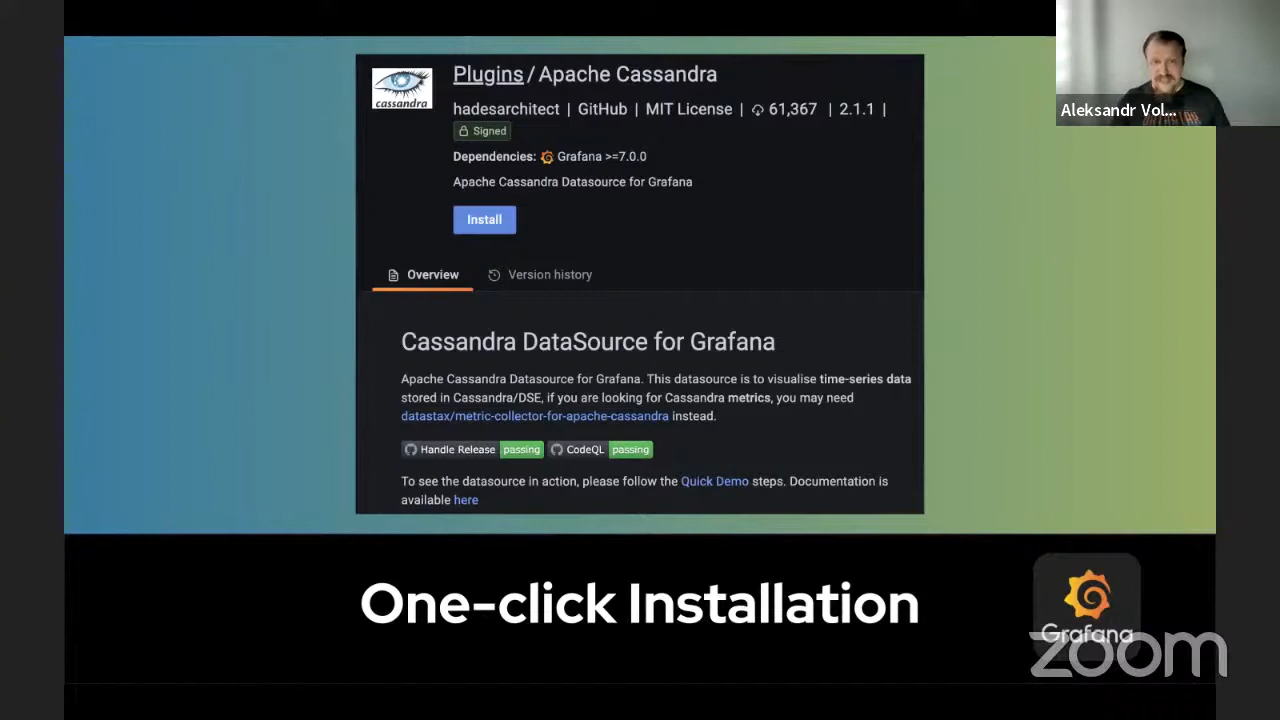 Plugins / Apache Cassandra
cassandra
hadesarchitect | GitHub | MIT License | 61,367 | 2.1.1 |
Signed
Dependencies: Grafana >=7.0.0
Apache Cassandra Datasource for Grafana
Install
Overview Version history
Cassandra DataSource for Grafana
Apache Cassandra Datasource for Grafana. This datasource is to visualise time-series data
stored in Cassandra/DSE, if you are looking for Cassandra metrics, you may need
datastax/metric-collector-for-apache-cassandra instead.
Handle Release passing CodeQL passing
To see the datasource in action, please follow the Quick Demo steps. Documentation is
available here
One-click Installation
Grafana
zoom
Aleksandr Vol...